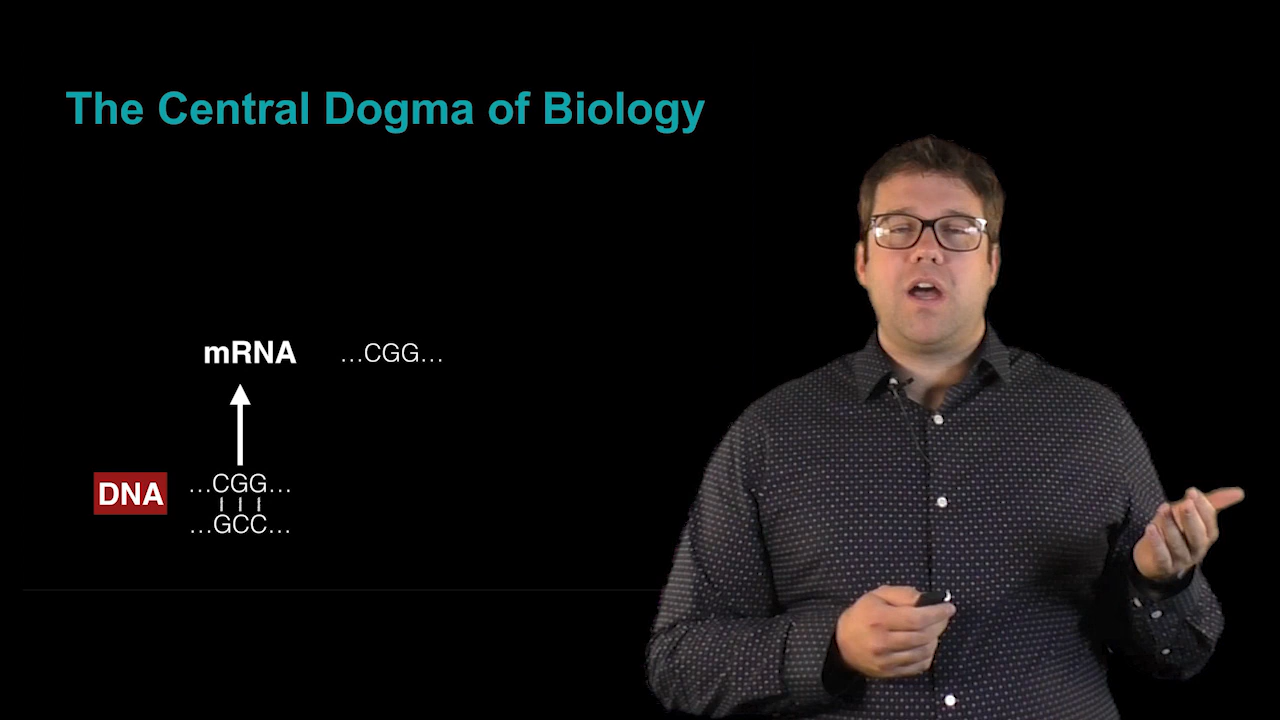 The Central Dogma of Biology
mRNA …CGG…
DNA …CGG…
…GCC…